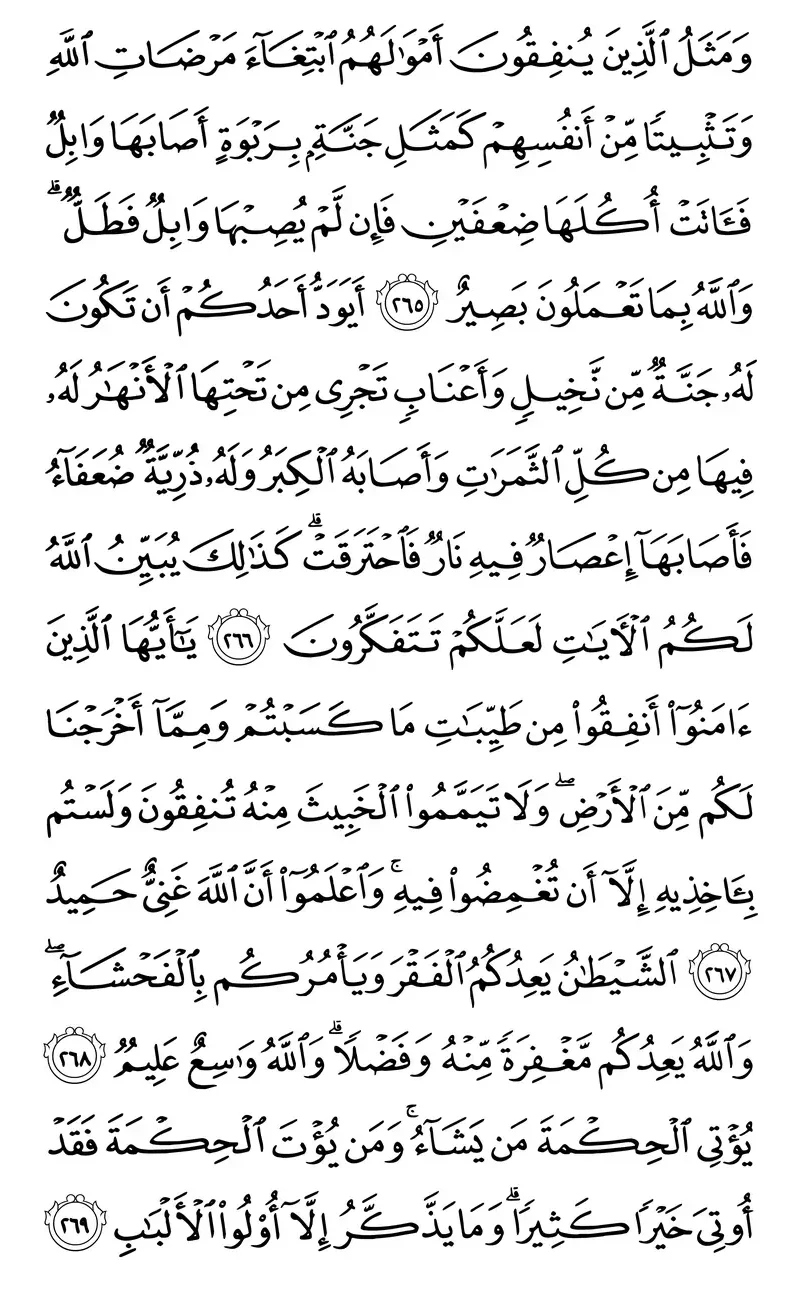 وَمَثَلُ ٱلَّذِينَ يُنفِقُونَ أَمْوَٰلَهُمُ ٱبْتِغَآءَ مَرْضَاتِ ٱللَّهِ
وَتَثْبِيتًا مِّنْ أَنفُسِهِمْ كَمَثَلِ جَنَّةٍۭ بِرَبْوَةٍ أَصَابَهَا وَابِلٌ
فَـَٔاتَتْ أُكُلَهَا ضِعْفَيْنِ فَإِن لَّمْ يُصِبْهَا وَابِلٌ فَطَلٌّ ۗ
وَٱللَّهُ بِمَا تَعْمَلُونَ بَصِيرٌ ٢٦٥ أَيَوَدُّ أَحَدُكُمْ أَن تَكُونَ
لَهُۥ جَنَّةٌ مِّن نَّخِيلٍ وَأَعْنَابٍ تَجْرِى مِن تَحْتِهَا ٱلْأَنْهَٰرُ لَهُۥ
فِيهَا مِن كُلِّ ٱلثَّمَرَٰتِ وَأَصَابَهُ ٱلْكِبَرُ وَلَهُۥ ذُرِّيَّةٌ ضُعَفَآءُ
فَأَصَابَهَآ إِعْصَارٌ فِيهِ نَارٌ فَٱحْتَرَقَتْ ۗ كَذَٰلِكَ يُبَيِّنُ ٱللَّهُ
لَكُمُ ٱلْـَٔايَٰتِ لَعَلَّكُمْ تَتَفَكَّرُونَ ٢٦٦ يَٰٓأَيُّهَا ٱلَّذِينَ
ءَامَنُوٓا۟ أَنفِقُوا۟ مِن طَيِّبَٰتِ مَا كَسَبْتُمْ وَمِمَّآ أَخْرَجْنَا
لَكُم مِّنَ ٱلْأَرْضِ ۖ وَلَا تَيَمَّمُوا۟ ٱلْخَبِيثَ مِنْهُ تُنفِقُونَ وَلَسْتُم
بِـَٔاخِذِيهِ إِلَّآ أَن تُغْمِضُوا۟ فِيهِ ۚ وَٱعْلَمُوٓا۟ أَنَّ ٱللَّهَ غَنِىٌّ حَمِيدٌ
٢٦٧ ٱلشَّيْطَٰنُ يَعِدُكُمُ ٱلْفَقْرَ وَيَأْمُرُكُم بِٱلْفَحْشَآءِ ۖ
وَٱللَّهُ يَعِدُكُم مَّغْفِرَةً مِّنْهُ وَفَضْلًا ۗ وَٱللَّهُ وَٰسِعٌ عَلِيمٌ ٢٦٨
يُؤْتِى ٱلْحِكْمَةَ مَن يَشَآءُ ۚ وَمَن يُؤْتَ ٱلْحِكْمَةَ فَقَدْ
أُوتِىَ خَيْرًا كَثِيرًا ۗ وَمَا يَذَّكَّرُ إِلَّآ أُو۟لُوا۟ ٱلْأَلْبَٰبِ ٢٦٩